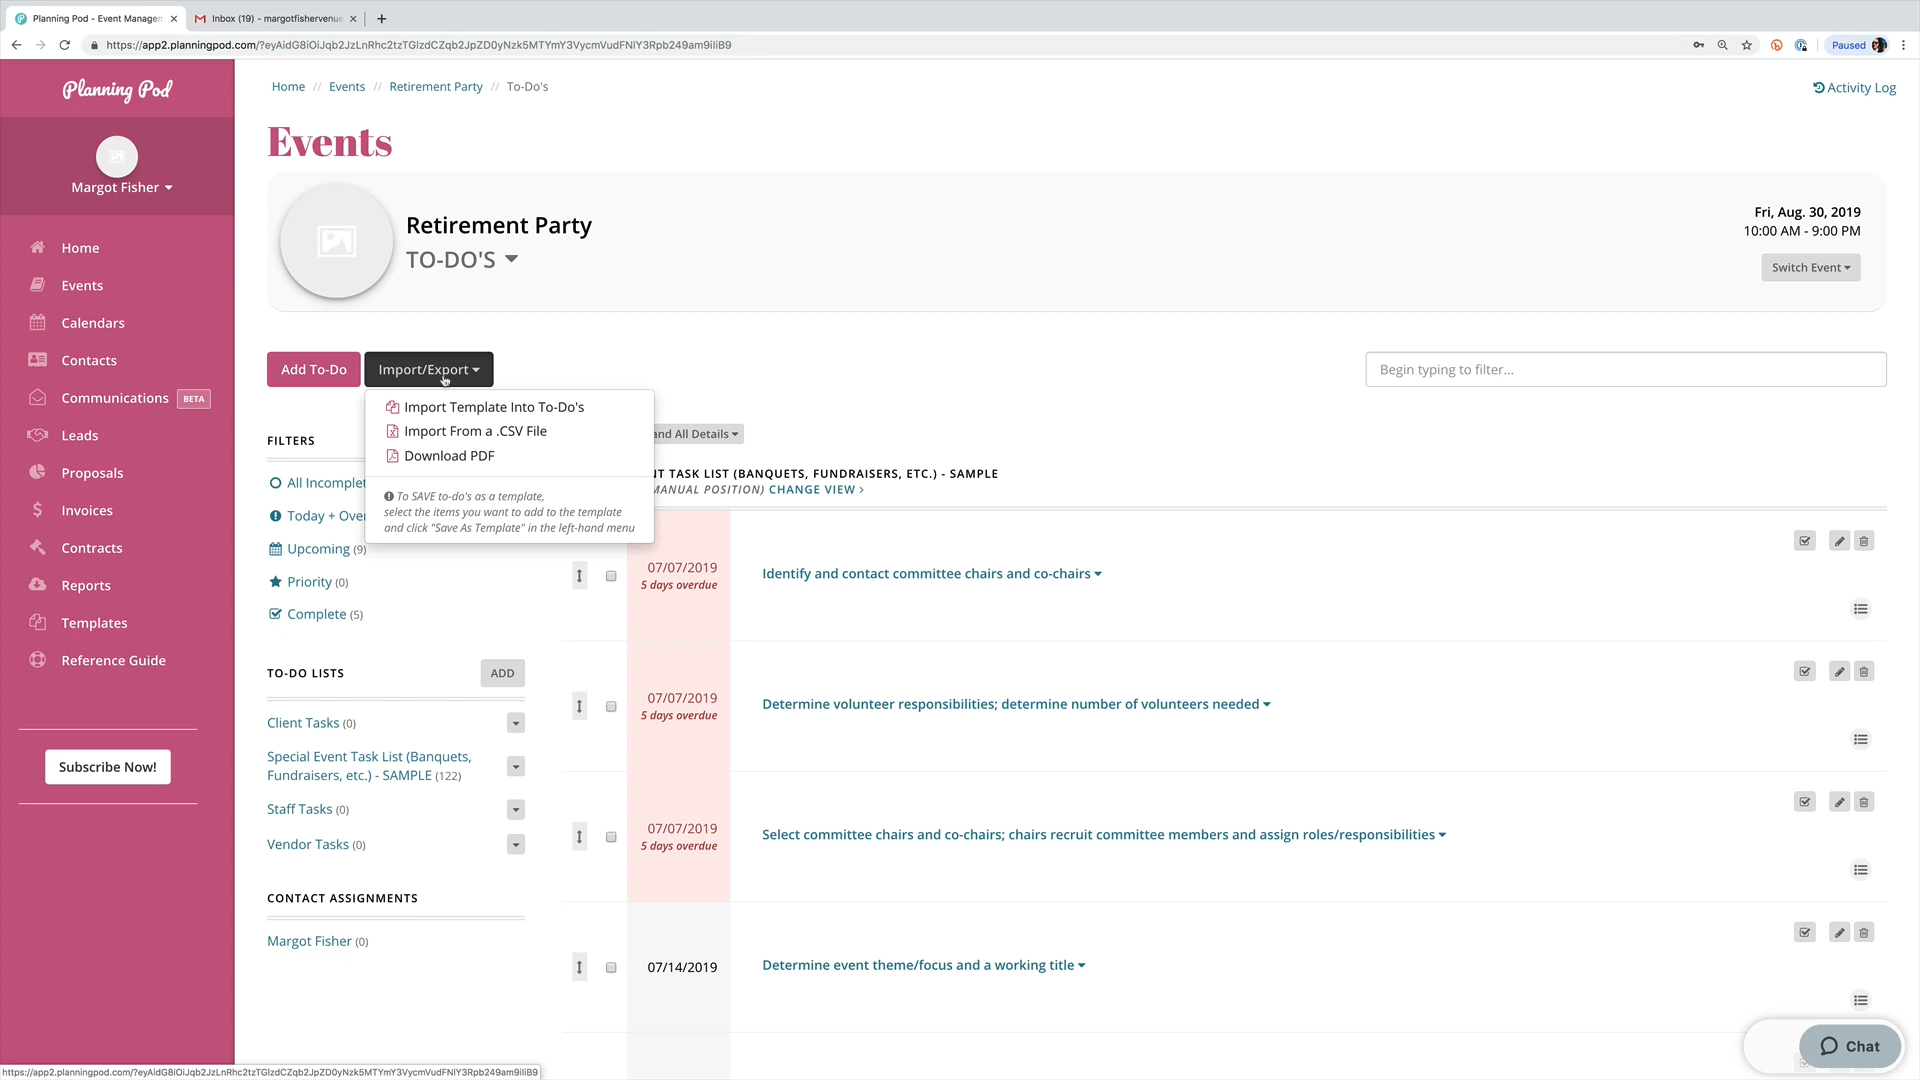 Planning Pod - Event Managem
Inbox (19) - margotfishervenue
https://app2.planningpod.com/?eyAidG8iOiJqb2JzLnRhc2tzTGlzdCZqb2JpZD0yNzk5MTYmY3VycmVudFNlY3Rpb249am9iIiB9
Paused
Planning Pod
Margot Fisher
Home
Events
Calendars
Contacts
Communications BETA
Leads
Proposals
Invoices
Contracts
Reports
Templates
Reference Guide
Subscribe Now!
Home // Events // Retirement Party // To-Do's
Activity Log
Events
Retirement Party
TO-DO'S
Fri, Aug. 30, 2019
10:00 AM - 9:00 PM
Switch Event
Add To-Do
Import/Export
Begin typing to filter...
Import Template Into To-Do's
Import From a .CSV File
Download PDF
To SAVE to-do's as a template,
select the items you want to add to the template
and click "Save As Template" in the left-hand menu
FILTERS
All Incomplet
Today + Over
Upcoming (9)
Priority (0)
Complete (5)
TO-DO LISTS
ADD
Client Tasks (0)
Special Event Task List (Banquets,
Fundraisers, etc.) - SAMPLE (122)
Staff Tasks (0)
Vendor Tasks (0)
CONTACT ASSIGNMENTS
Margot Fisher (0)
and All Details
NT TASK LIST (BANQUETS, FUNDRAISERS, ETC.) - SAMPLE
MANUAL POSITION) CHANGE VIEW >
07/07/2019
5 days overdue
Identify and contact committee chairs and co-chairs
07/07/2019
5 days overdue
Determine volunteer responsibilities; determine number of volunteers needed
07/07/2019
5 days overdue
Select committee chairs and co-chairs; chairs recruit committee members and assign roles/responsibilities
07/14/2019
Determine event theme/focus and a working title
Chat
https://app2.planningpod.com/?eyAidG8iOiJqb2JzLnRhc2tzTGlzdCZqb2JpZD0yNzk5MTYmY3VycmVudFNlY3Rpb249am9iIiB9